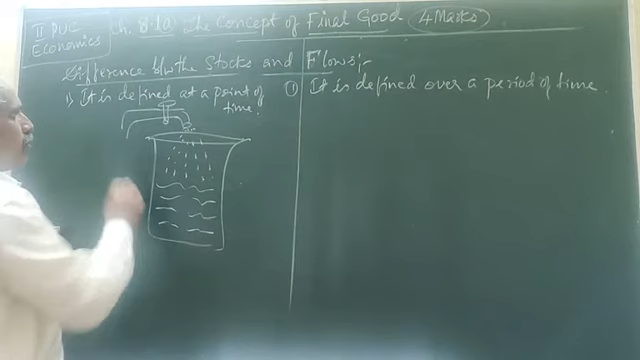 II PUC
Economics
Ch. 8:10 The Concept of Final Good 4 Marks
Difference b/w the Stocks and Flows:-
1) It is defined at a point of
time.
① It is defined over a period of time.